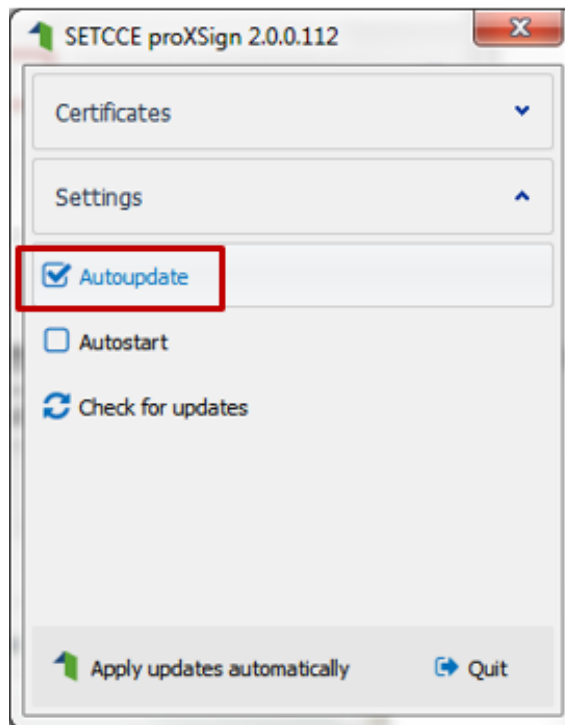 SETCCE proXSign 2.0.0.112
Certificates
Settings
Autoupdate
Autostart
Check for updates
Apply updates automatically Quit